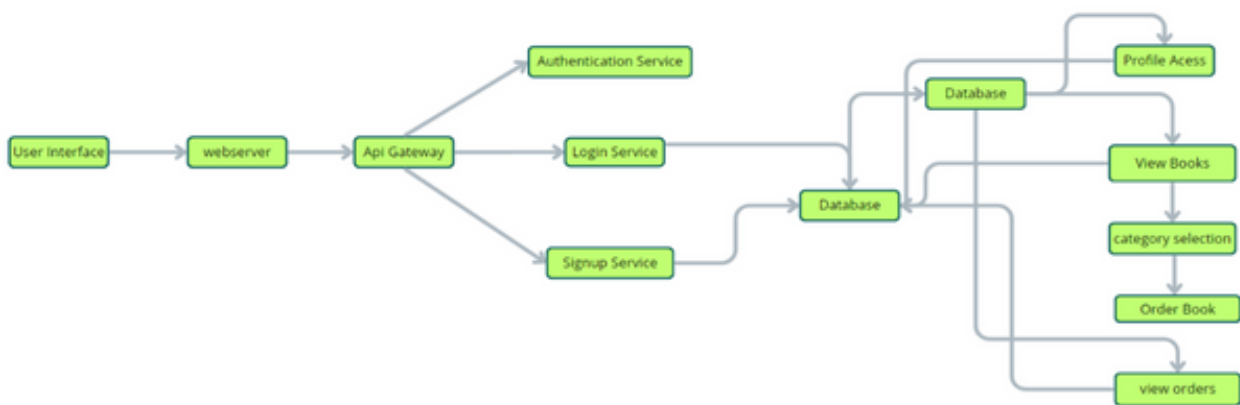 User Interface
webserver
Api Gateway
Authentication Service
Login Service
Signup Service
Database
Database
Profile Acess
View Books
category selection
Order Book
view orders